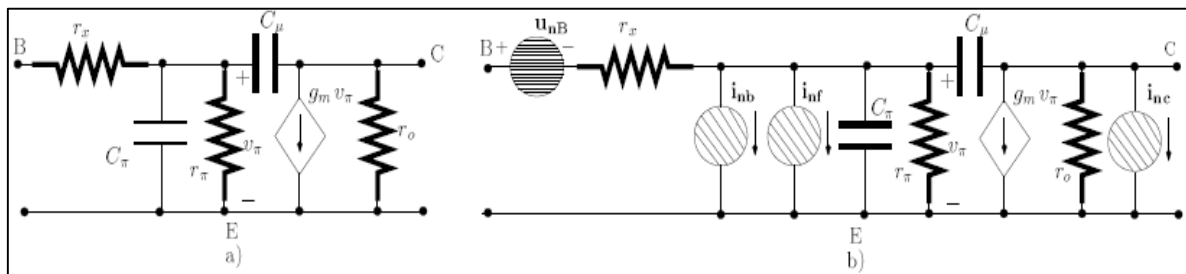 B
r_x
C_μ
C
C_π
r_π
+
v_π
−
g_m v_π
r_o
E
a)
u_nB
B + −
r_x
i_nb
i_nf
C_π
C_μ
C
r_π
+
v_π
−
g_m v_π
r_o
i_nc
E
b)